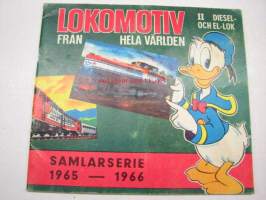 LOKOMOTIV
II DIESEL-
OCH EL-LOK
FRÅN HELA VÄRLDEN
SAMLARSERIE
1965 — 1966